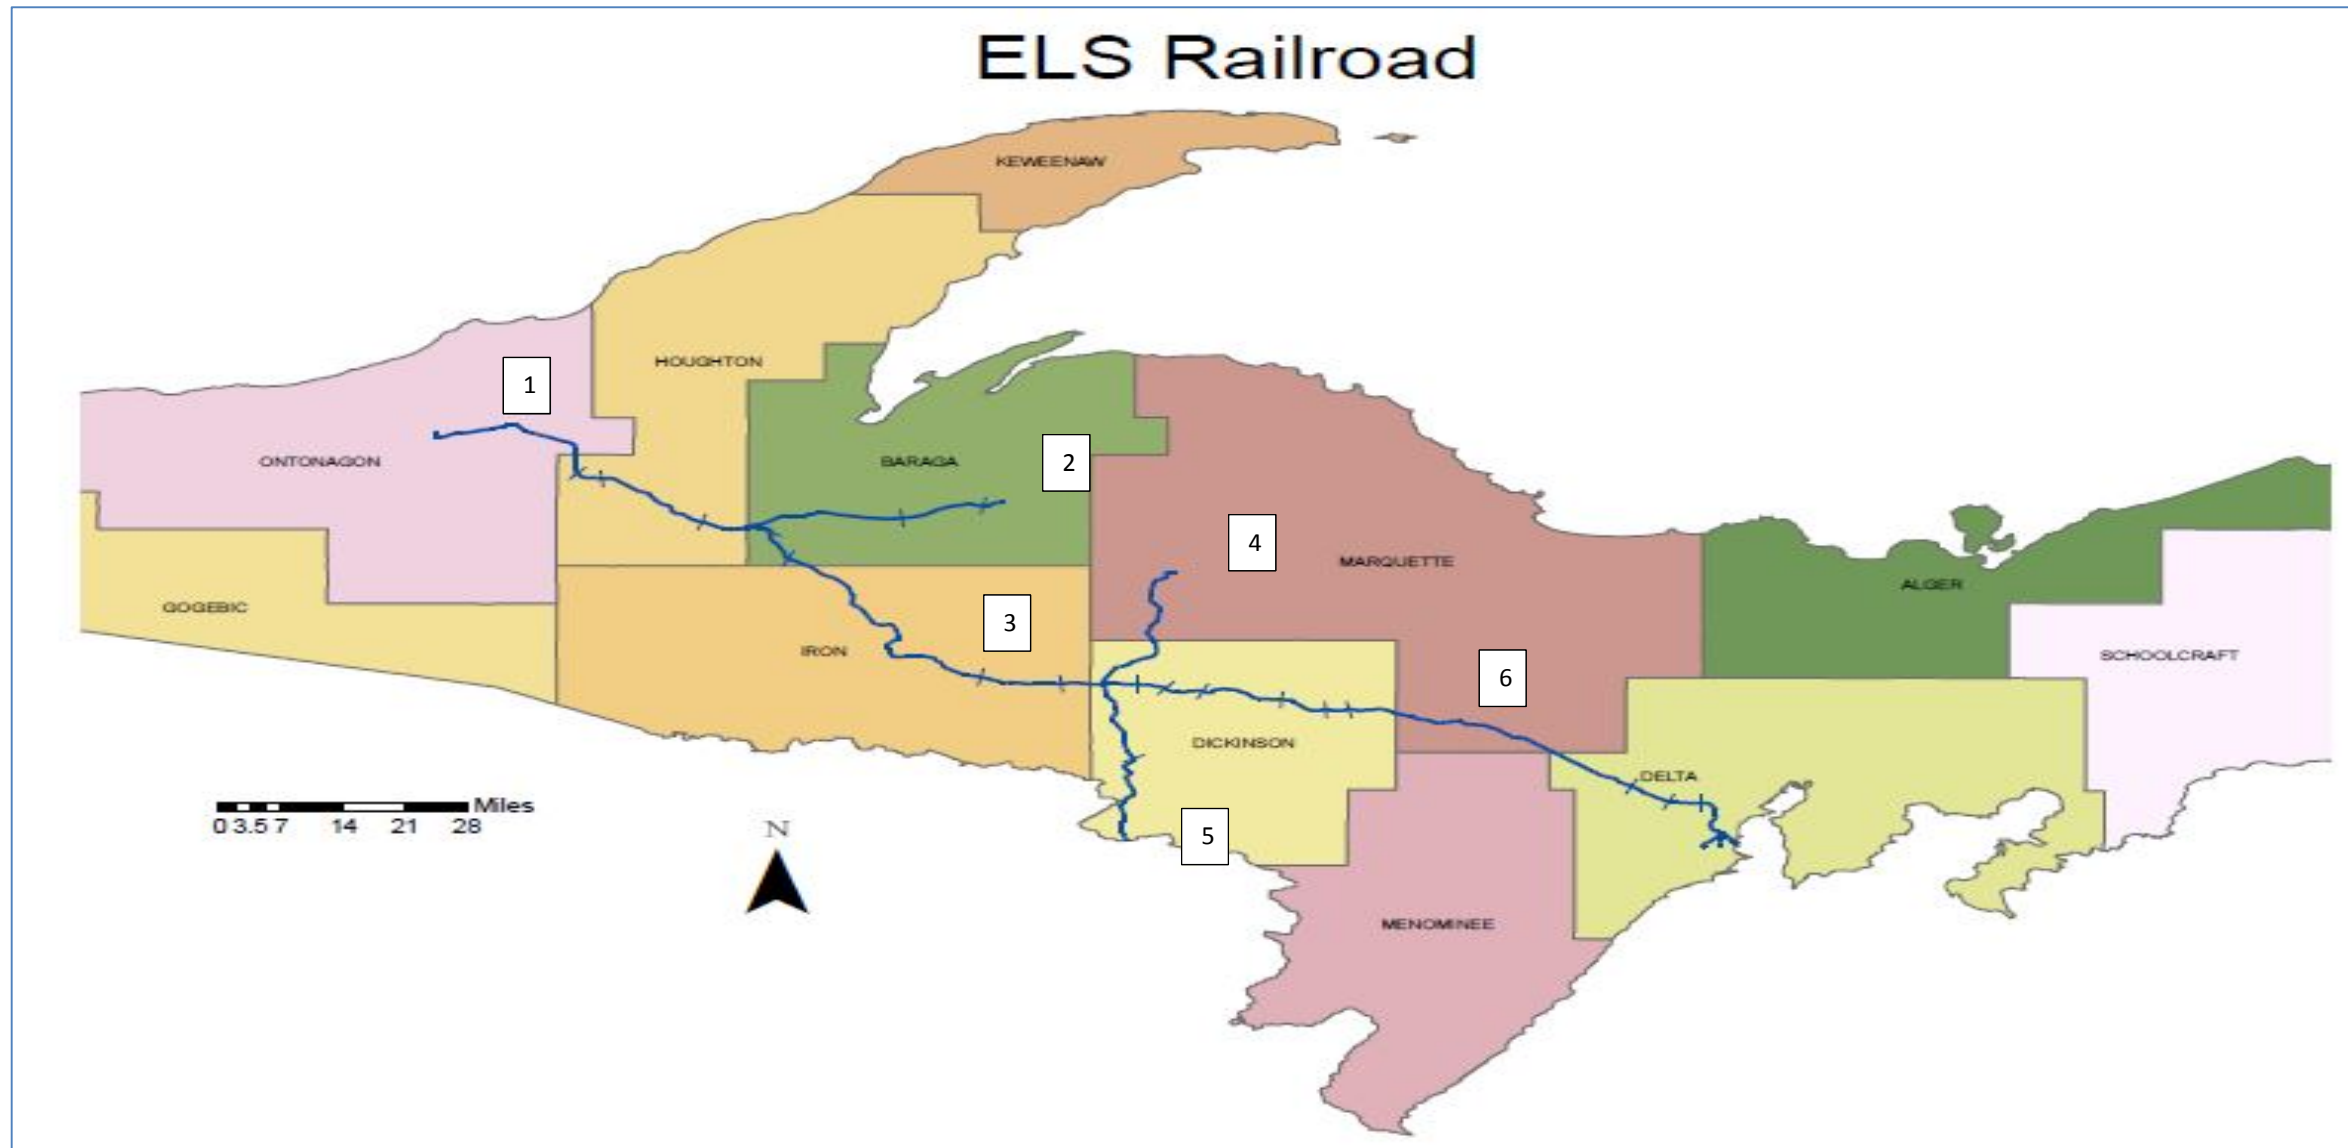 ELS Railroad
KEWEENAW
HOUGHTON
1
ONTONAGON
BARAGA
2
4
MARQUETTE
ALGER
GOGEBIC
3
IRON
6
SCHOOLCRAFT
DICKINSON
DELTA
Miles
0 3.5 7 14 21 28
N
5
MENOMINEE